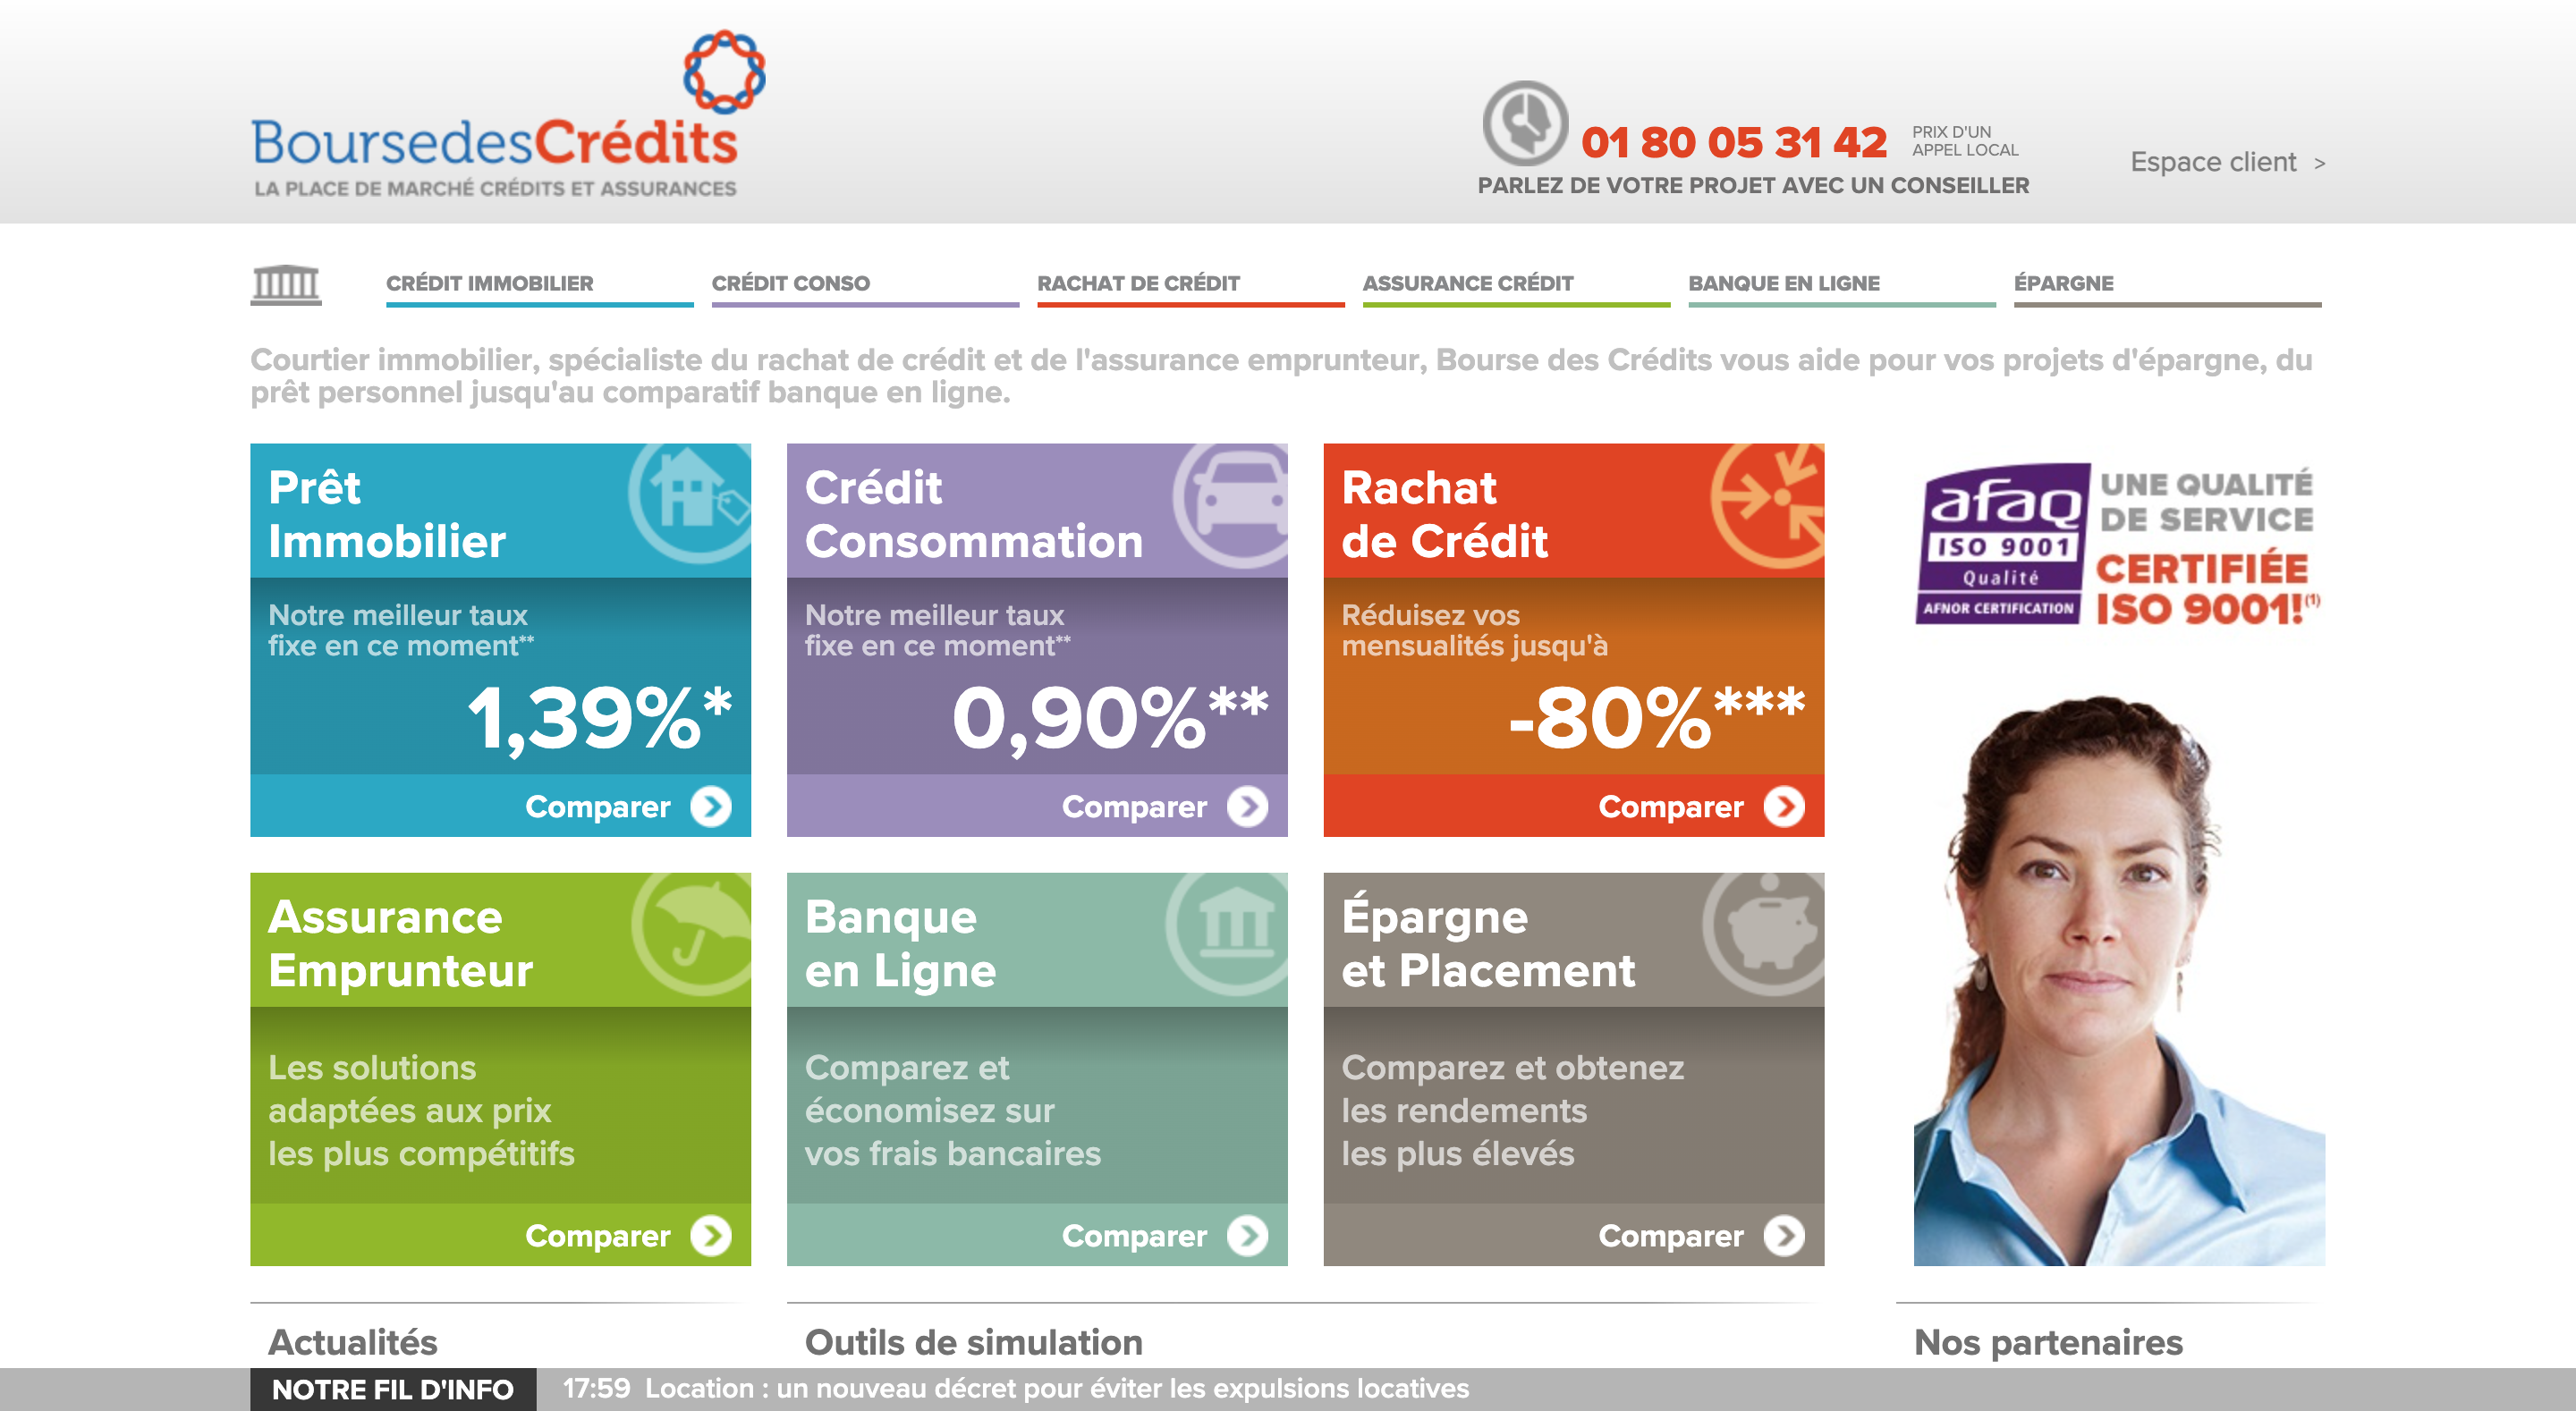 BoursedesCrédits
LA PLACE DE MARCHÉ CRÉDITS ET ASSURANCES
01 80 05 31 42
PRIX D'UN
APPEL LOCAL
PARLEZ DE VOTRE PROJET AVEC UN CONSEILLER
Espace client >
CRÉDIT IMMOBILIER
CRÉDIT CONSO
RACHAT DE CRÉDIT
ASSURANCE CRÉDIT
BANQUE EN LIGNE
ÉPARGNE
Courtier immobilier, spécialiste du rachat de crédit et de l'assurance emprunteur, Bourse des Crédits vous aide pour vos projets d'épargne, du
prêt personnel jusqu'au comparatif banque en ligne.
Prêt
Immobilier
Notre meilleur taux
fixe en ce moment**
1,39%*
Comparer
Crédit
Consommation
Notre meilleur taux
fixe en ce moment**
0,90%**
Comparer
Rachat
de Crédit
Réduisez vos
mensualités jusqu'à
-80%***
Comparer
afaq
ISO 9001
Qualité
AFNOR CERTIFICATION
UNE QUALITÉ
DE SERVICE
CERTIFIÉE
ISO 9001!(1)
Assurance
Emprunteur
Les solutions
adaptées aux prix
les plus compétitifs
Comparer
Banque
en Ligne
Comparez et
économisez sur
vos frais bancaires
Comparer
Épargne
et Placement
Comparez et obtenez
les rendements
les plus élevés
Comparer
Actualités
Outils de simulation
Nos partenaires
NOTRE FIL D'INFO
17:59 Location : un nouveau décret pour éviter les expulsions locatives